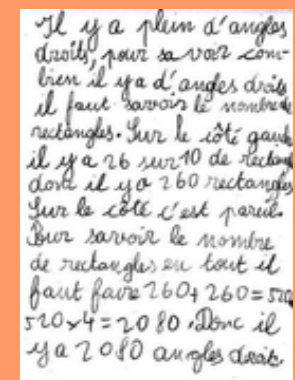 Il y a plein d'angles
droits, pour savoir com-
bien il y a d'angles droits
il faut savoir le nombre de
rectangles. Sur le côté gauche
il y a 26 sur 10 de rectangles
donc il y a 260 rectangles
Sur le côté c'est pareil.
Pour savoir le nombre
de rectangles en tout il
faut faire 260+260=520
520×4=2080. Donc il
y a 2080 angles droits.